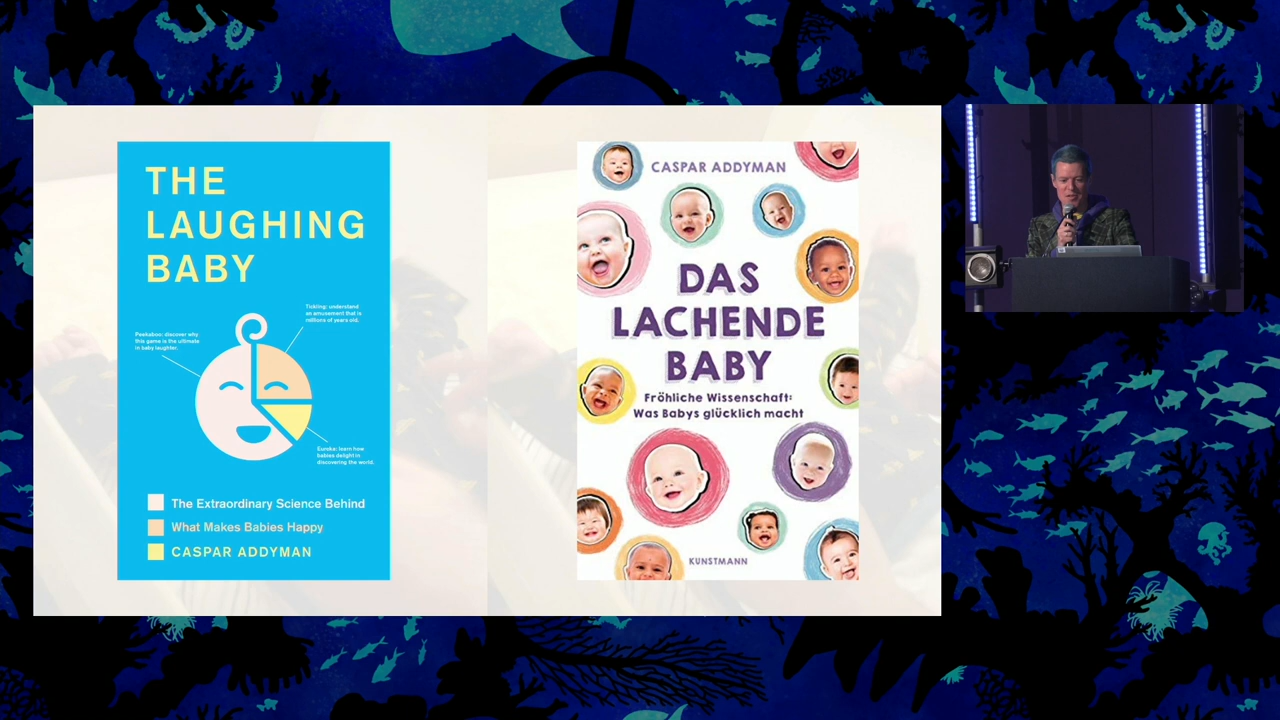 THE
LAUGHING
BABY
Tickling: understand
an amusement that is
millions of years old.
Peekaboo: discover why
this game is the ultimate
in baby laughter.
Eureka: learn how
babies delight in
discovering the world.
The Extraordinary Science Behind
What Makes Babies Happy
CASPAR ADDYMAN
CASPAR ADDYMAN
DAS
LACHENDE
BABY
Fröhliche Wissenschaft:
Was Babys glücklich macht
KUNSTMANN